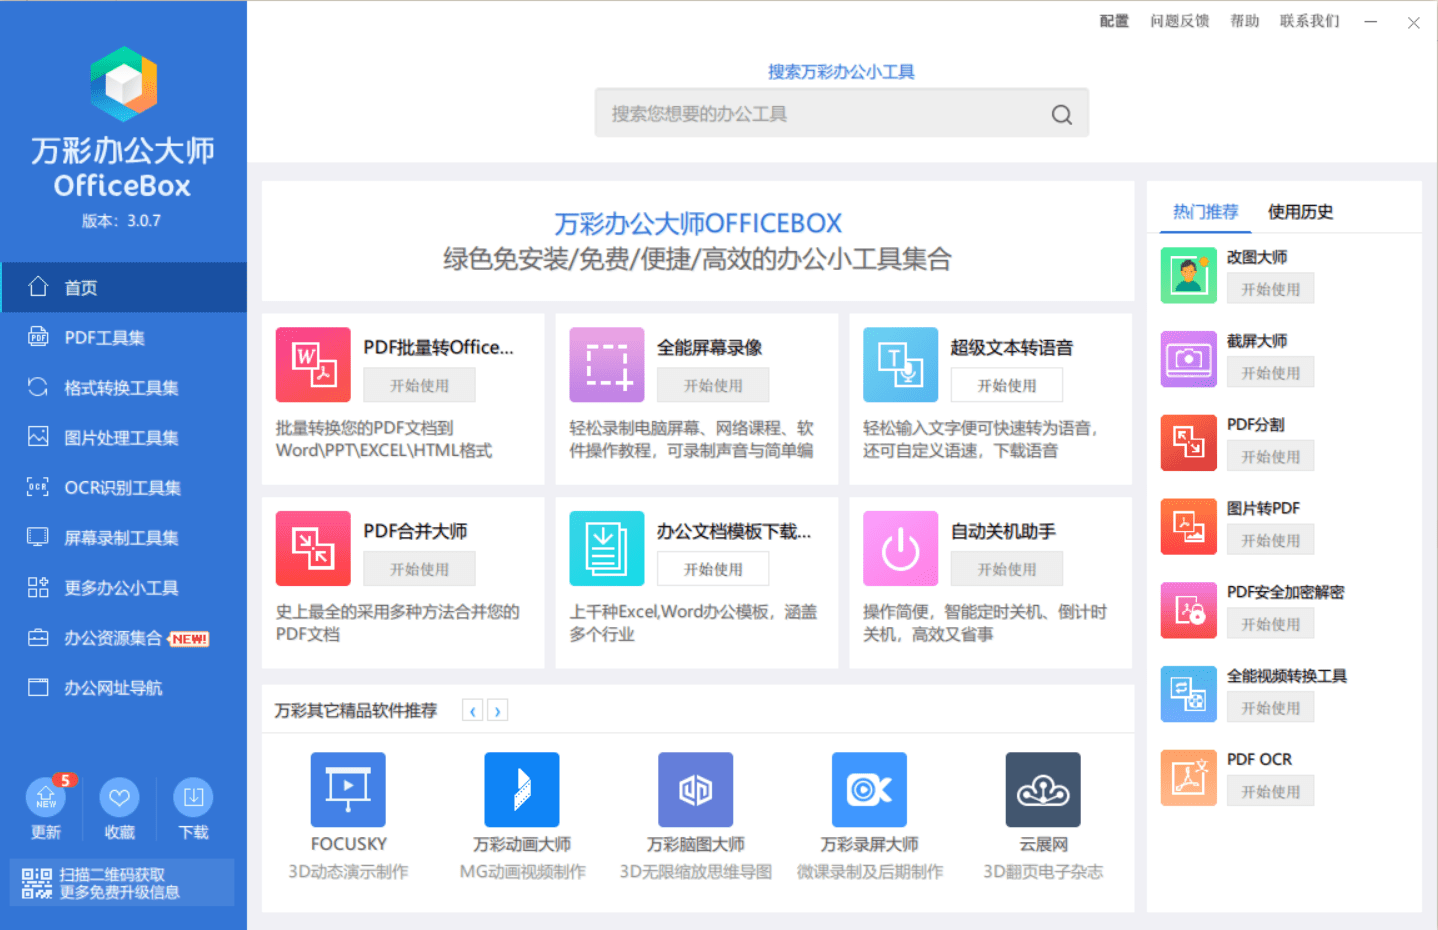 配置 问题反馈 帮助 联系我们
万彩办公大师
OfficeBox
版本：3.0.7
首页
PDF工具集
格式转换工具集
图片处理工具集
OCR识别工具集
屏幕录制工具集
更多办公小工具
办公资源集合 NEW!
办公网址导航
5
NEW
更新 收藏 下载
扫描二维码获取
更多免费升级信息
搜索万彩办公小工具
搜索您想要的办公工具
万彩办公大师OFFICEBOX
绿色免安装/免费/便捷/高效的办公小工具集合
PDF批量转Office...
开始使用
批量转换您的PDF文档到
Word\PPT\EXCEL\HTML格式
全能屏幕录像
开始使用
轻松录制电脑屏幕、网络课程、软
件操作教程，可录制声音与简单编
超级文本转语音
开始使用
轻松输入文字便可快速转为语音，
还可自定义语速，下载语音
PDF合并大师
开始使用
史上最全的采用多种方法合并您的
PDF文档
办公文档模板下载...
开始使用
上千种Excel,Word办公模板，涵盖
多个行业
自动关机助手
开始使用
操作简便，智能定时关机、倒计时
关机，高效又省事
万彩其它精品软件推荐
FOCUSKY
3D动态演示制作
万彩动画大师
MG动画视频制作
万彩脑图大师
3D无限缩放思维导图
万彩录屏大师
微课录制及后期制作
云展网
3D翻页电子杂志
热门推荐 使用历史
改图大师
开始使用
截屏大师
开始使用
PDF分割
开始使用
图片转PDF
开始使用
PDF安全加密解密
开始使用
全能视频转换工具
开始使用
PDF OCR
开始使用